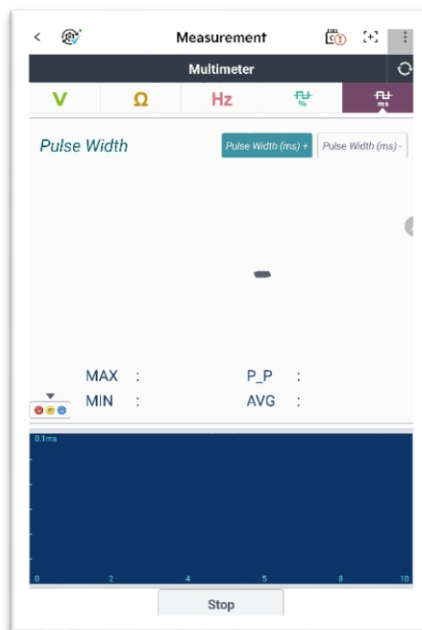 Measurement
Multimeter
V Ω Hz % ms
Pulse Width
Pulse Width (ms) +
Pulse Width (ms) -
-
MAX : P_P :
MIN : AVG :
0.1ms
0 2 4 5 8 10
Stop